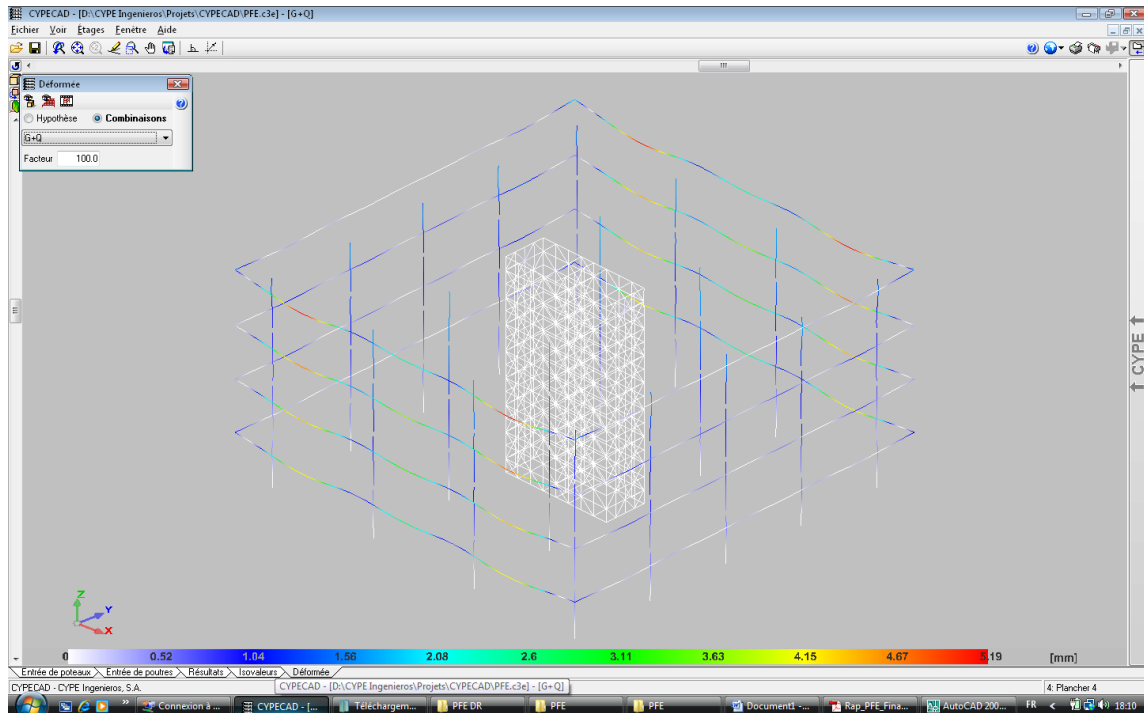 CYPECAD - [D:\CYPE Ingenieros\Projets\CYPECAD\PFE.c3e] - [G+Q]
Fichier Voir Étages Fenêtre Aide
Déformée
Hypothèse Combinaisons
G+Q
Facteur 100.0
CYPE
Z
Y
X
0 0.52 1.04 1.56 2.08 2.6 3.11 3.63 4.15 4.67 5.19 [mm]
Entrée de poteaux Entrée de poutres Résultats Isovaleurs Déformée
CYPECAD - CYPE Ingenieros, S.A.
CYPECAD - [D:\CYPE Ingenieros\Projets\CYPECAD\PFE.c3e] - [G+Q]
4: Plancher 4
Connexion à ... CYPECAD - [... Téléchargem... PFE DR PFE PFE Document1 -... Rap_PFE_Fina... AutoCAD 200... FR 18:10